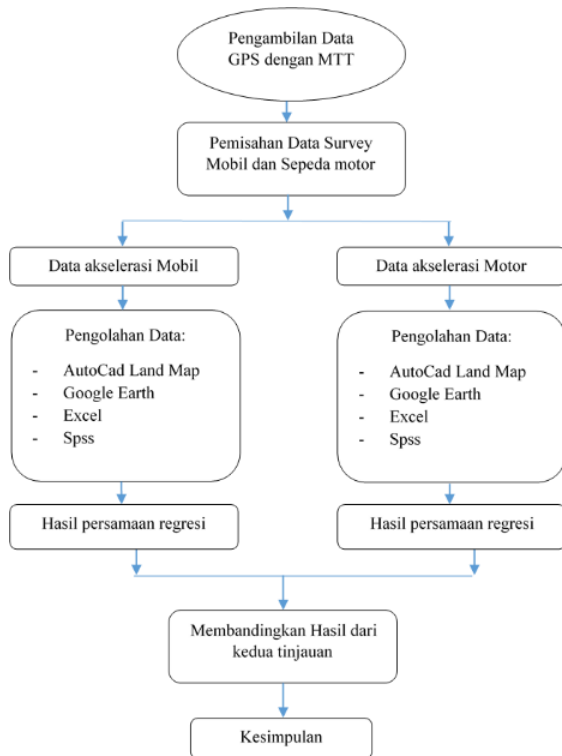 Pengambilan Data
GPS dengan MTT
Pemisahan Data Survey
Mobil dan Sepeda motor
Data akselerasi Mobil
Data akselerasi Motor
Pengolahan Data:
- AutoCad Land Map
- Google Earth
- Excel
- Spss
Pengolahan Data:
- AutoCad Land Map
- Google Earth
- Excel
- Spss
Hasil persamaan regresi
Hasil persamaan regresi
Membandingkan Hasil dari
kedua tinjauan
Kesimpulan